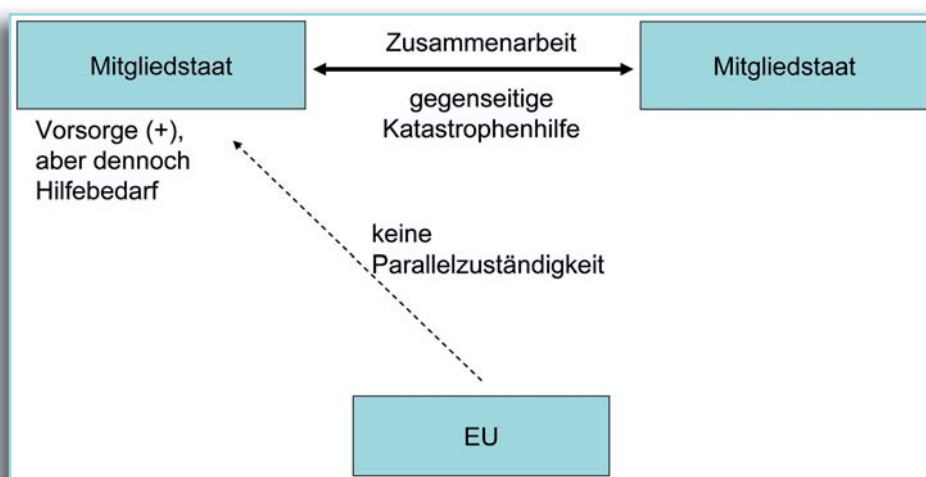 Mitgliedstaat
Zusammenarbeit
Mitgliedstaat
gegenseitige
Katastrophenhilfe
Vorsorge (+),
aber dennoch
Hilfebedarf
keine
Parallelzuständigkeit
EU